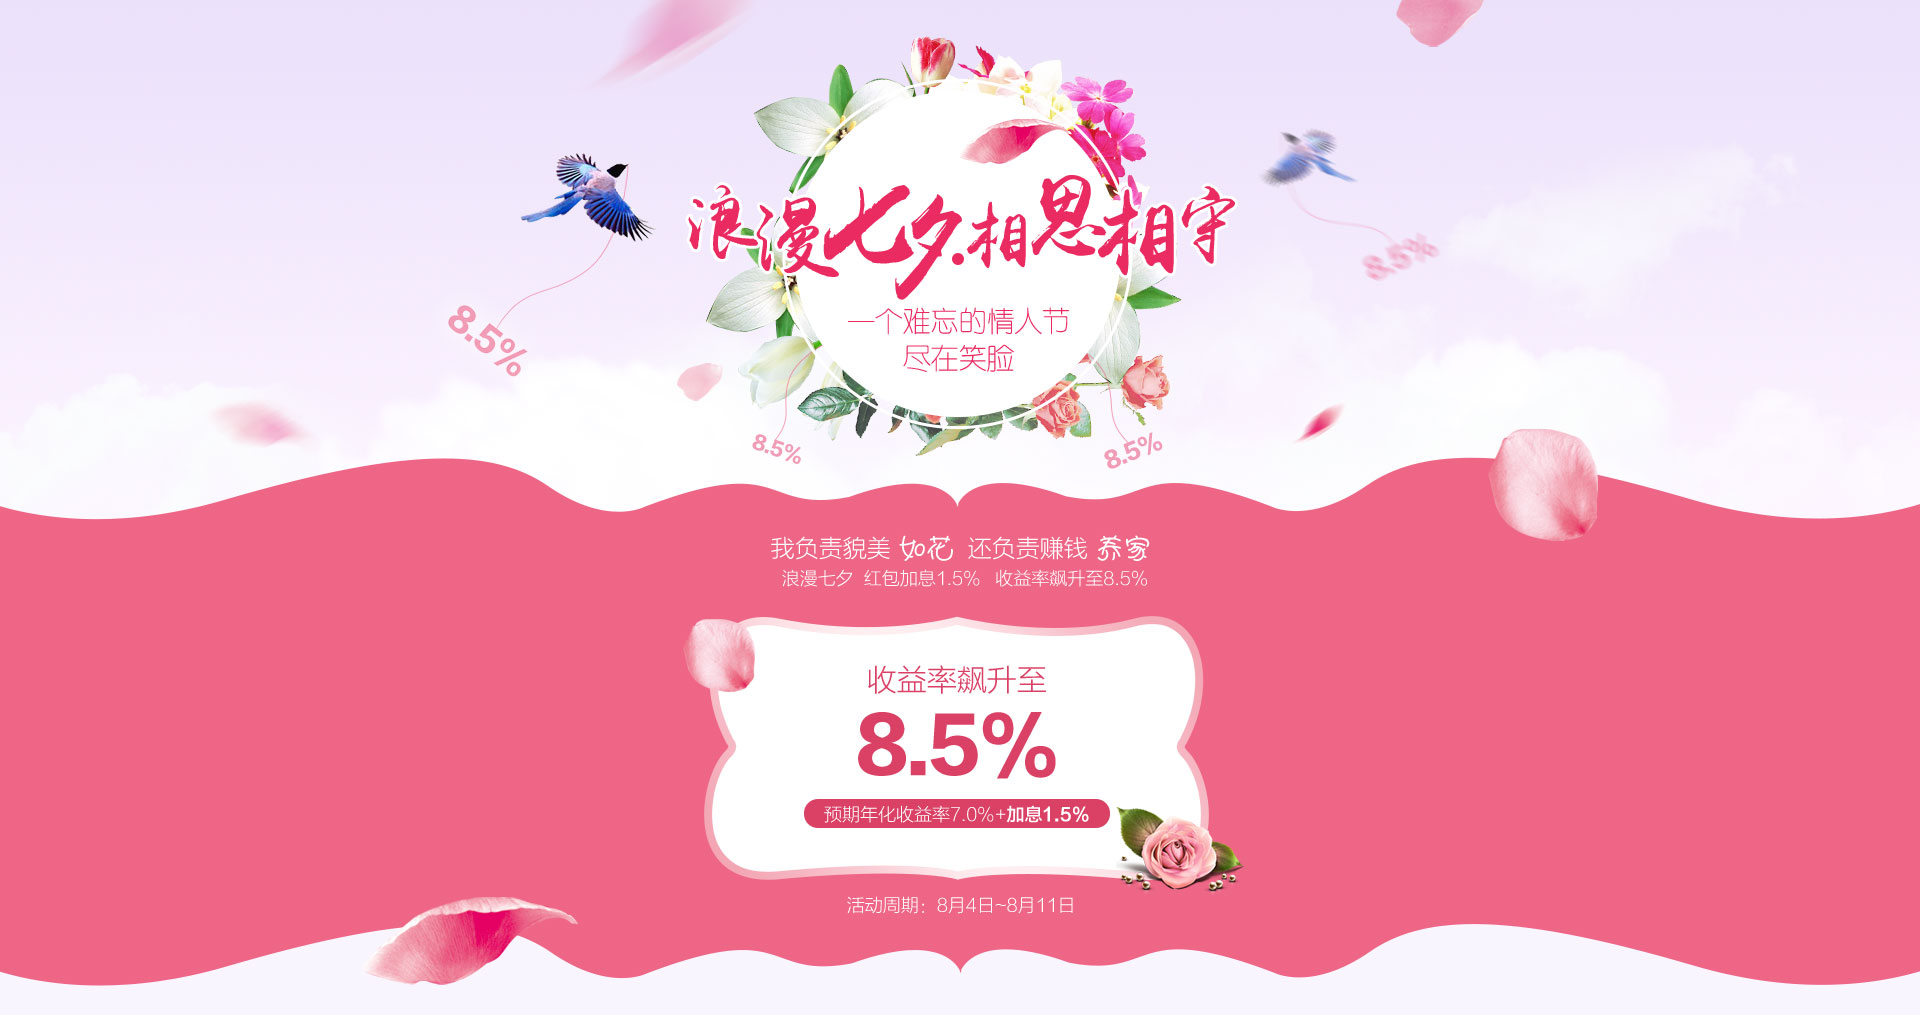 浪漫七夕.相思相守
一个难忘的情人节
尽在笑脸
8.5%
8.5%
8.5%
8.5%
我负责貌美 如花 还负责赚钱 养家
浪漫七夕 红包加息1.5% 收益率飙升至8.5%
收益率飙升至
8.5%
预期年化收益率7.0%+加息1.5%
活动周期：8月4日~8月11日